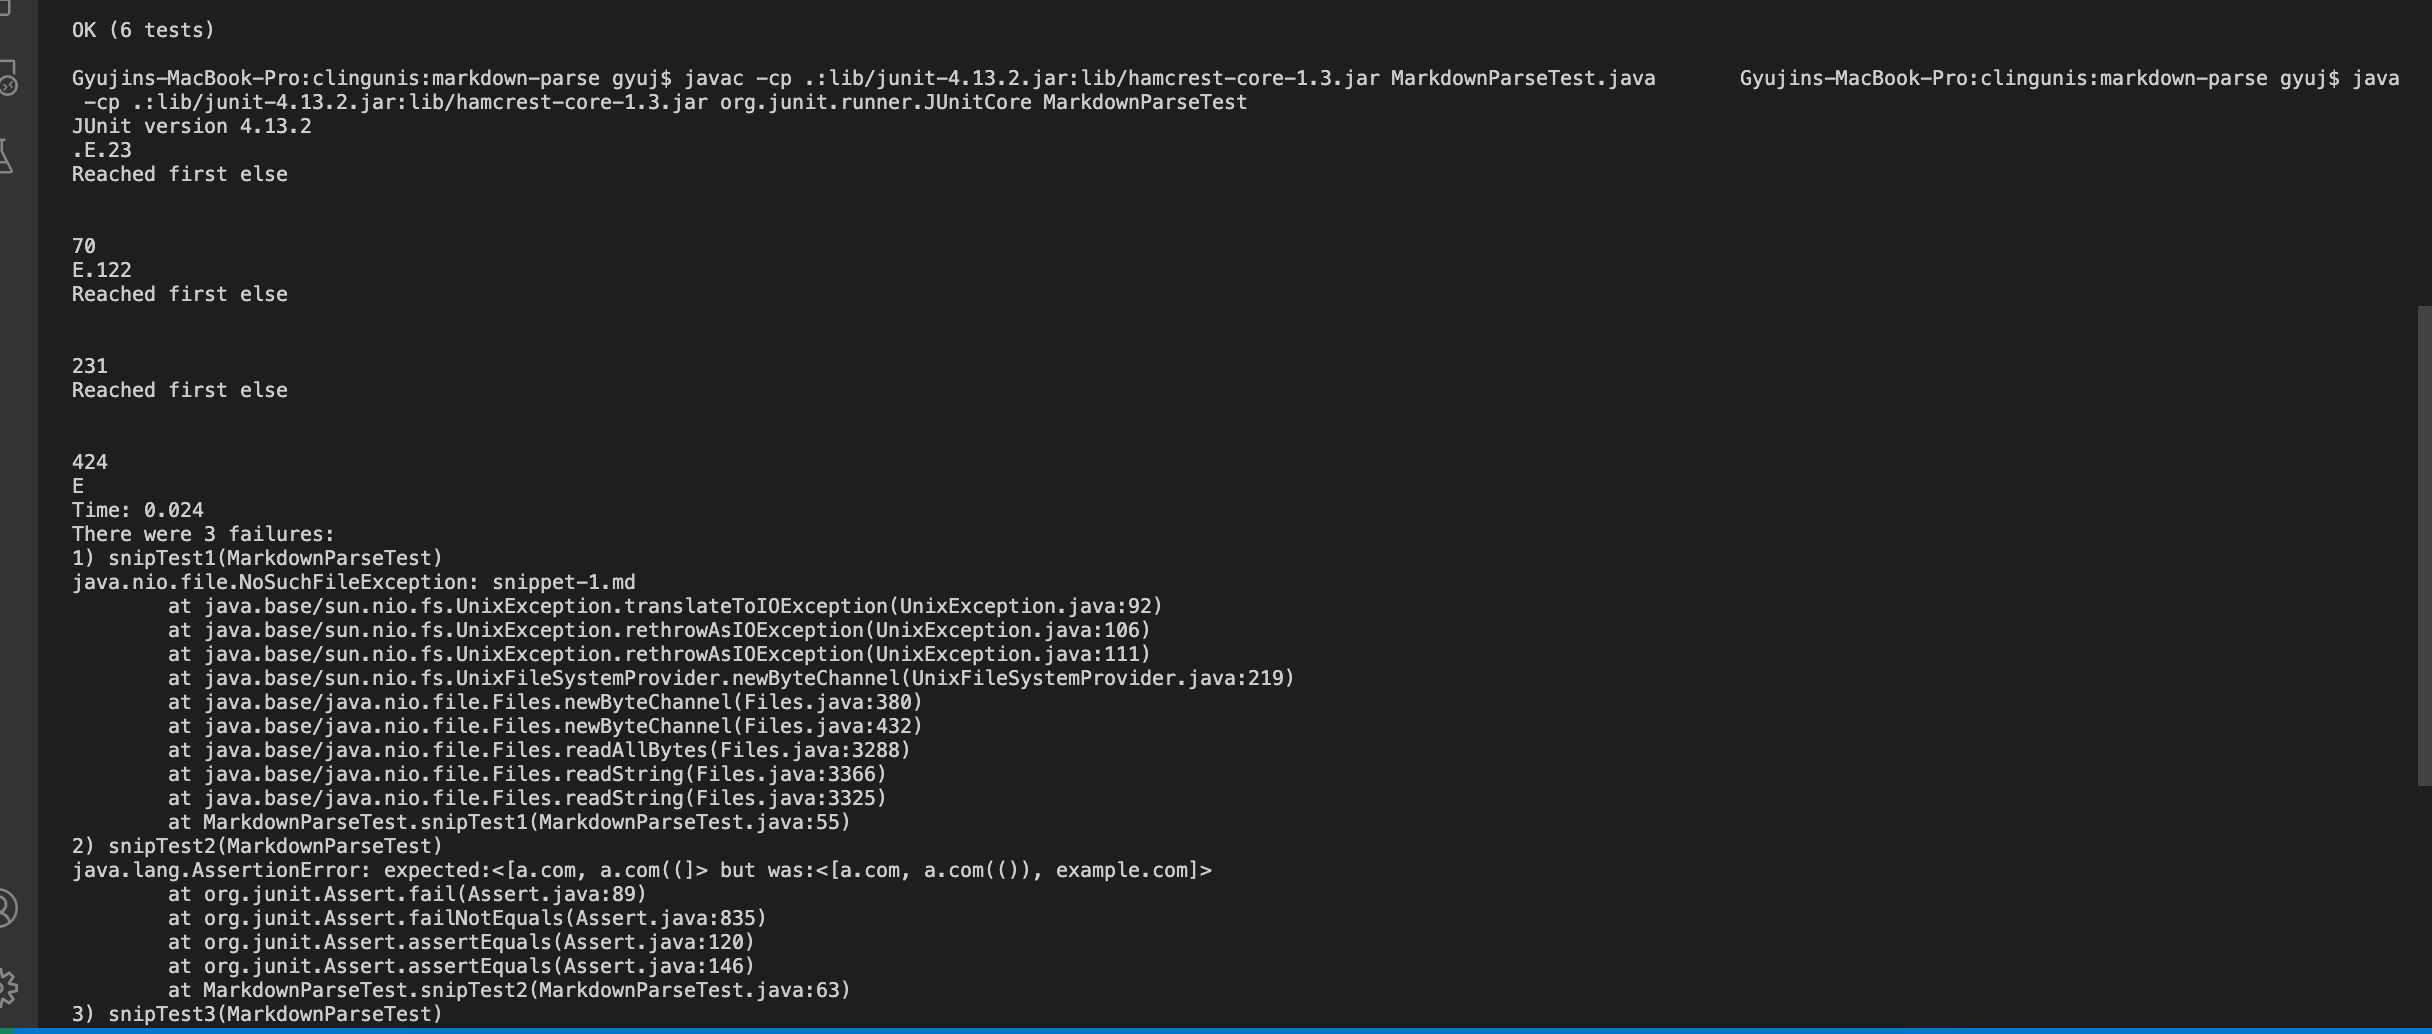 OK (6 tests)
Gyujins-MacBook-Pro:clingunis:markdown-parse gyuj$ javac -cp .:lib/junit-4.13.2.jar:lib/hamcrest-core-1.3.jar MarkdownParseTest.java       Gyujins-MacBook-Pro:clingunis:markdown-parse gyuj$ java
 -cp .:lib/junit-4.13.2.jar:lib/hamcrest-core-1.3.jar org.junit.runner.JUnitCore MarkdownParseTest
JUnit version 4.13.2
.E.23
Reached first else
70
E.122
Reached first else
231
Reached first else
424
E
Time: 0.024
There were 3 failures:
1) snipTest1(MarkdownParseTest)
java.nio.file.NoSuchFileException: snippet-1.md
        at java.base/sun.nio.fs.UnixException.translateToIOException(UnixException.java:92)
        at java.base/sun.nio.fs.UnixException.rethrowAsIOException(UnixException.java:106)
        at java.base/sun.nio.fs.UnixException.rethrowAsIOException(UnixException.java:111)
        at java.base/sun.nio.fs.UnixFileSystemProvider.newByteChannel(UnixFileSystemProvider.java:219)
        at java.base/java.nio.file.Files.newByteChannel(Files.java:380)
        at java.base/java.nio.file.Files.newByteChannel(Files.java:432)
        at java.base/java.nio.file.Files.readAllBytes(Files.java:3288)
        at java.base/java.nio.file.Files.readString(Files.java:3366)
        at java.base/java.nio.file.Files.readString(Files.java:3325)
        at MarkdownParseTest.snipTest1(MarkdownParseTest.java:55)
2) snipTest2(MarkdownParseTest)
java.lang.AssertionError: expected:<[a.com, a.com((]> but was:<[a.com, a.com(()), example.com]>
        at org.junit.Assert.fail(Assert.java:89)
        at org.junit.Assert.failNotEquals(Assert.java:835)
        at org.junit.Assert.assertEquals(Assert.java:120)
        at org.junit.Assert.assertEquals(Assert.java:146)
        at MarkdownParseTest.snipTest2(MarkdownParseTest.java:63)
3) snipTest3(MarkdownParseTest)